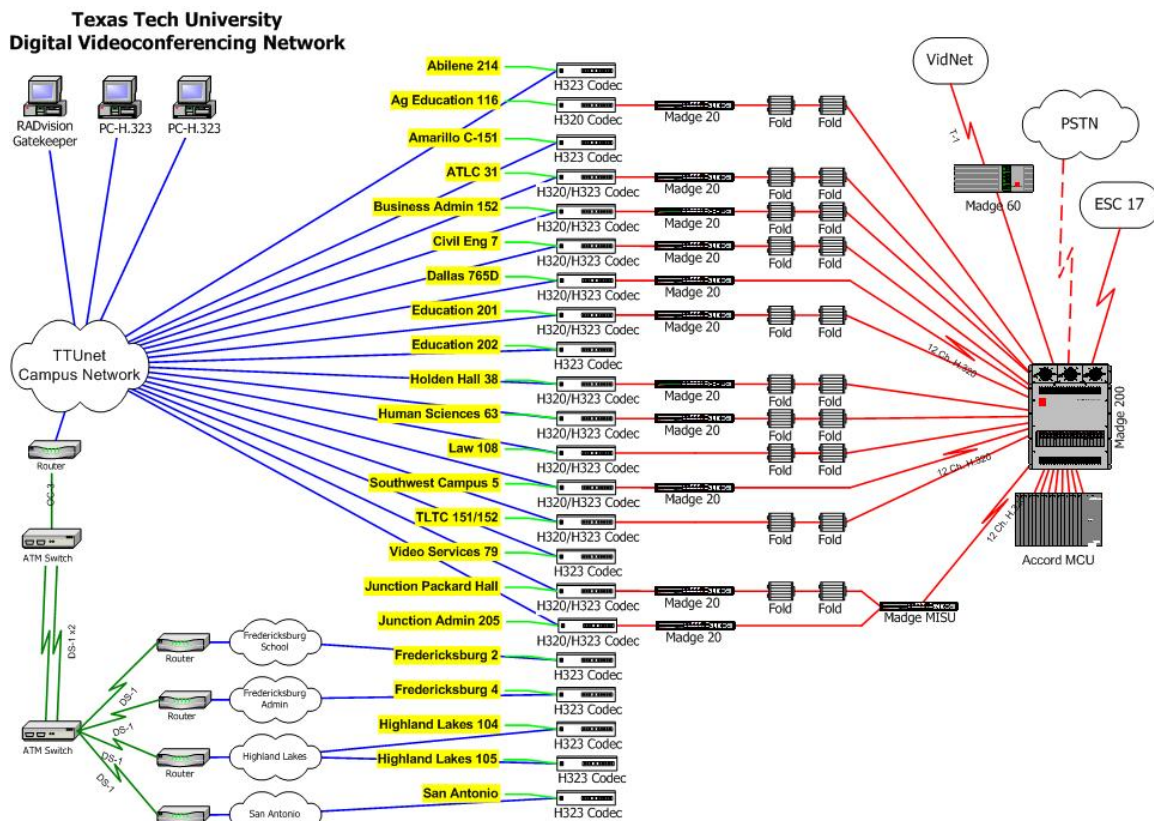 Texas Tech University
Digital Videoconferencing Network
RADvision
Gatekeeper
PC-H.323
PC-H.323
TTUnet
Campus Network
Router
OC-3
ATM Switch
DS-1 x2
ATM Switch
DS-1
DS-1
DS-1
DS-1
Router
Router
Router
Fredericksburg
School
Fredericksburg
Admin
Highland Lakes
San Antonio
Abilene 214
H323 Codec
Ag Education 116
H320 Codec
Madge 20
Fold
Fold
Amarillo C-151
H323 Codec
ATLC 31
H320/H323 Codec
Madge 20
Fold
Fold
Business Admin 152
H320/H323 Codec
Madge 20
Fold
Fold
Civil Eng 7
H320/H323 Codec
Madge 20
Fold
Fold
Dallas 765D
H320/H323 Codec
Madge 20
Education 201
H320/H323 Codec
Madge 20
Fold
Fold
Education 202
H323 Codec
Holden Hall 38
H320/H323 Codec
Madge 20
Fold
Fold
Human Sciences 63
H320/H323 Codec
Madge 20
Fold
Fold
Law 108
H320/H323 Codec
Fold
Fold
Southwest Campus 5
H320/H323 Codec
Madge 20
TLTC 151/152
H320/H323 Codec
Fold
Fold
Video Services 79
H323 Codec
Junction Packard Hall
H320/H323 Codec
Madge 20
Fold
Fold
Junction Admin 205
H320/H323 Codec
Madge 20
Fredericksburg 2
H323 Codec
Fredericksburg 4
H323 Codec
Highland Lakes 104
H323 Codec
Highland Lakes 105
H323 Codec
San Antonio
H323 Codec
VidNet
T-1
Madge 60
PSTN
ESC 17
12 Ch. H.320
12 Ch. H.320
12 Ch. H.320
Madge 200
Accord MCU
Madge MISU